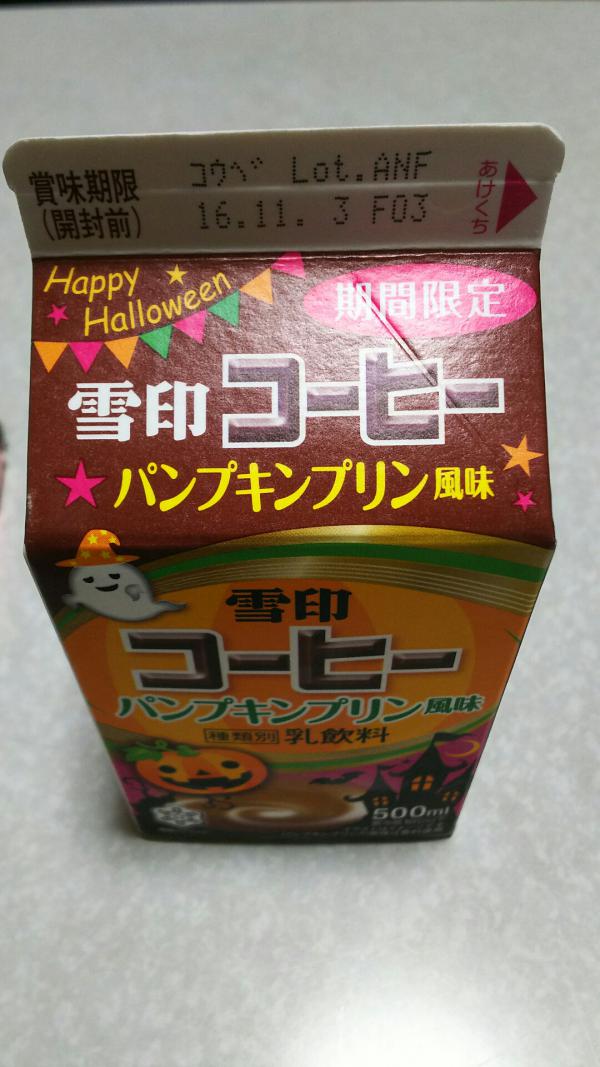 賞味期限
(開封前)
コウベ Lot.ANF
16.11. 3 F03
あけくち
Happy
Halloween
期間限定
雪印コーヒー
パンプキンプリン風味
雪印
コーヒー
パンプキンプリン風味
種類別 乳飲料
500ml